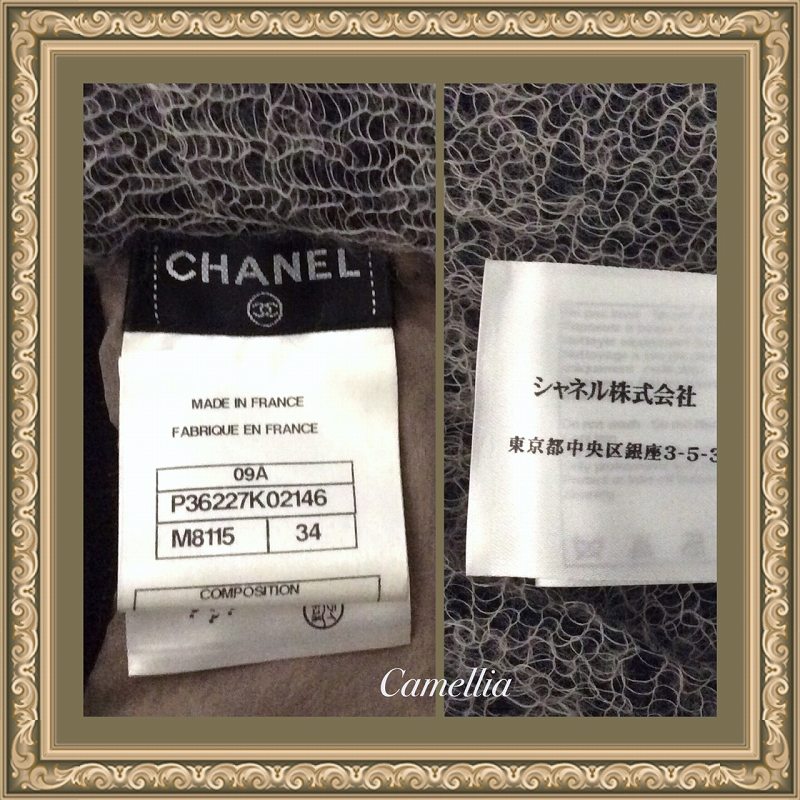 CHANEL
MADE IN FRANCE
FABRIQUE EN FRANCE
09A
P36227K02146
M8115 34
COMPOSITION
シャネル株式会社
東京都中央区銀座3-5-3
Camellia